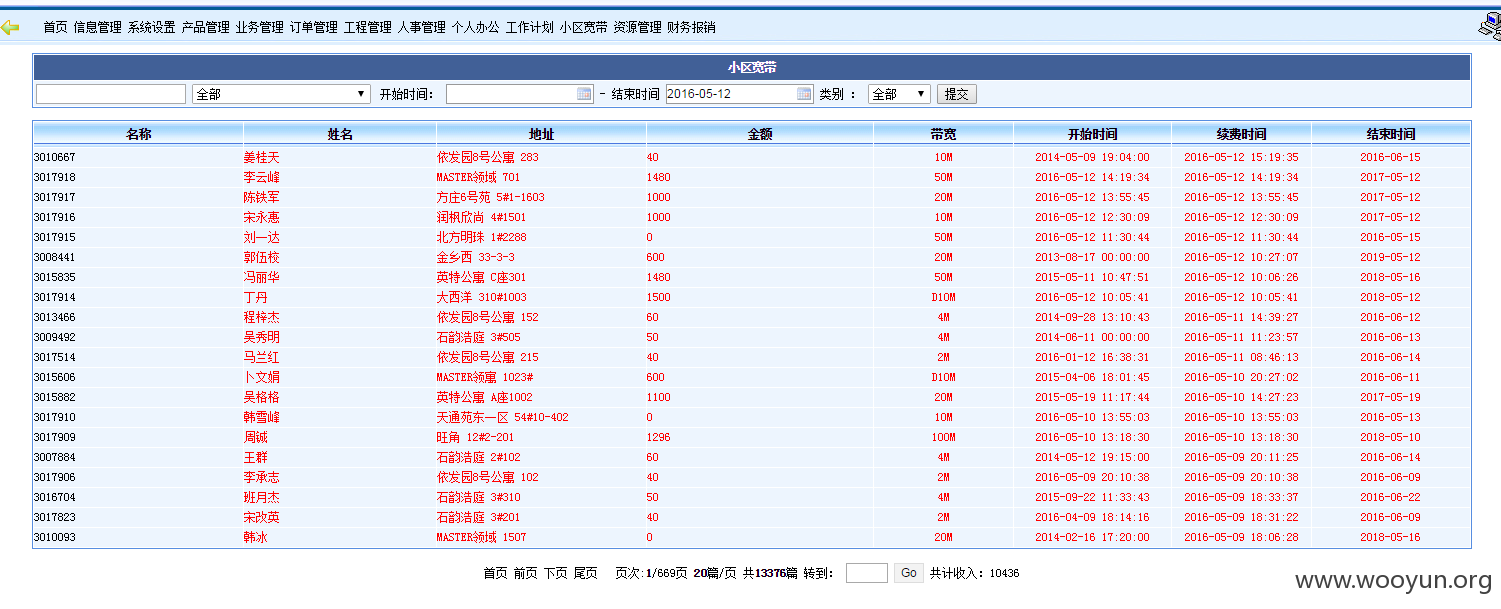 首页 信息管理 系统设置 产品管理 业务管理 订单管理 工程管理 人事管理 个人办公 工作计划 小区宽带 资源管理 财务报销
小区宽带
全部 开始时间: - 结束时间 2016-05-12 类别 : 全部 提交
名称 姓名 地址 金额 带宽 开始时间 续费时间 结束时间
3010667 姜桂天 依发园8号公寓 283 40 10M 2014-05-09 19:04:00 2016-05-12 15:19:35 2016-06-15
3017918 李云峰 MASTER领域 701 1480 50M 2016-05-12 14:19:34 2016-05-12 14:19:34 2017-05-12
3017917 陈铁军 方庄6号苑 5#1-1603 1000 20M 2016-05-12 13:55:45 2016-05-12 13:55:45 2017-05-12
3017916 宋永惠 润枫欣尚 4#1501 1000 10M 2016-05-12 12:30:09 2016-05-12 12:30:09 2017-05-12
3017915 刘一达 北方明珠 1#2288 0 50M 2016-05-12 11:30:44 2016-05-12 11:30:44 2016-05-15
3008441 郭伍校 金乡西 33-3-3 600 20M 2013-08-17 00:00:00 2016-05-12 10:27:07 2019-05-12
3015835 冯丽华 英特公寓 C座301 1480 50M 2015-05-11 10:47:51 2016-05-12 10:06:26 2018-05-16
3017914 丁丹 大西洋 310#1003 1500 D10M 2016-05-12 10:05:41 2016-05-12 10:05:41 2018-05-12
3013466 程梓杰 依发园8号公寓 152 60 4M 2014-09-28 13:10:43 2016-05-11 14:39:27 2016-06-12
3009492 吴秀明 石韵浩庭 3#505 50 4M 2014-06-11 00:00:00 2016-05-11 11:23:57 2016-06-13
3017514 马兰红 依发园8号公寓 215 40 2M 2016-01-12 16:38:31 2016-05-11 08:46:13 2016-06-14
3015606 卜文娟 MASTER领寓 1023# 600 D10M 2015-04-06 18:01:45 2016-05-10 20:27:02 2016-06-11
3015882 吴格格 英特公寓 A座1002 1100 20M 2015-05-19 11:17:44 2016-05-10 14:27:23 2017-05-19
3017910 韩雪峰 天通苑东一区 54#10-402 0 10M 2016-05-10 13:55:03 2016-05-10 13:55:03 2016-05-13
3017909 周诚 旺角 12#2-201 1296 100M 2016-05-10 13:18:30 2016-05-10 13:18:30 2018-05-10
3007884 王群 石韵浩庭 2#102 60 4M 2014-05-12 19:15:00 2016-05-09 20:11:25 2016-06-14
3017906 李承志 依发园8号公寓 102 40 2M 2016-05-09 20:10:38 2016-05-09 20:10:38 2016-06-09
3016704 班月杰 石韵浩庭 3#310 50 4M 2015-09-22 11:33:43 2016-05-09 18:33:37 2016-06-22
3017823 宋改英 石韵浩庭 3#201 40 2M 2016-04-09 18:14:16 2016-05-09 18:31:22 2016-06-09
3010093 韩冰 MASTER领域 1507 0 20M 2014-02-16 17:20:00 2016-05-09 18:06:28 2018-05-16
首页 前页 下页 尾页 页次:1/669页 20篇/页 共13376篇 转到: Go 共计收入: 10436
www.wooyun.org